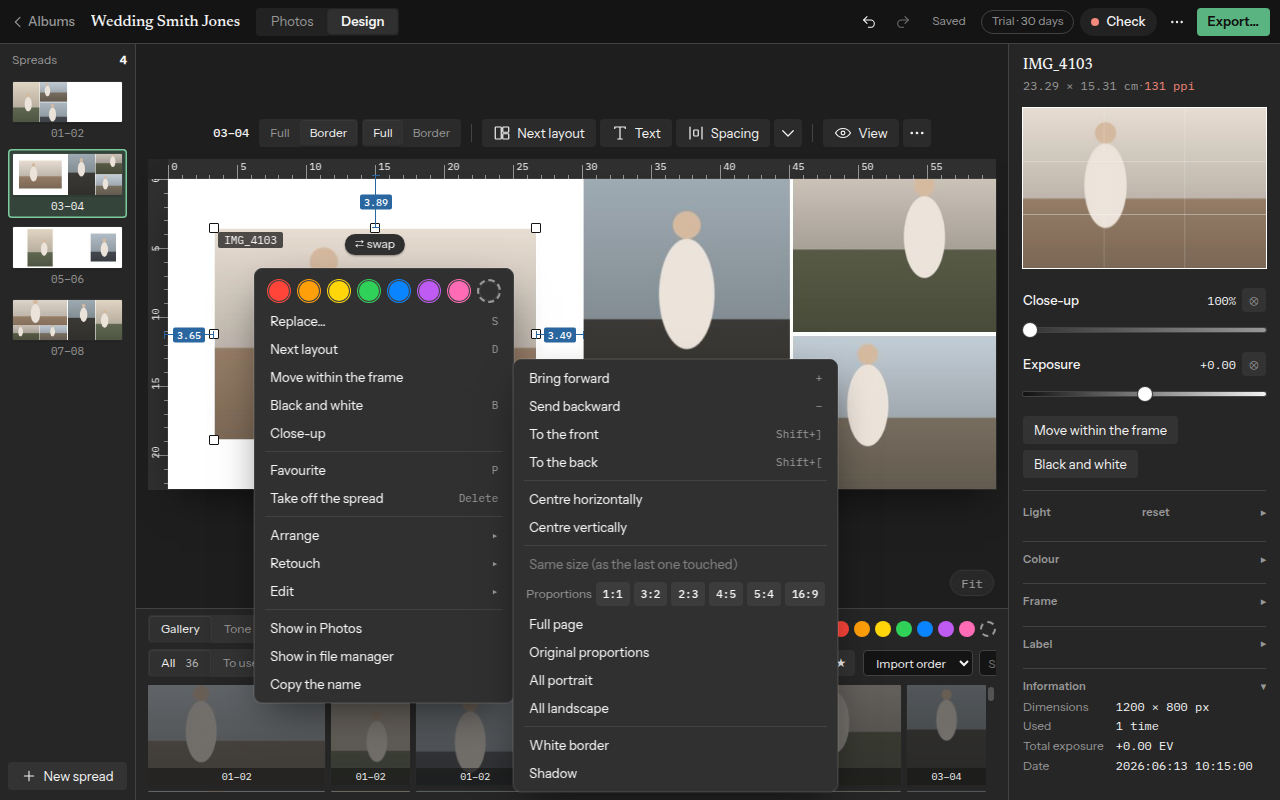 Albums
Wedding Smith Jones
Photos
Design
Saved
Trial · 30 days
Check
Export...
Spreads
4
01–02
03–04
05–06
07–08
New spread
03–04
Full
Border
Full
Border
Next layout
Text
Spacing
View
0 5 10 15 20 25 30 35 40 45 50 55
5
10
15
20
3.89
IMG_4103
swap
3.65
3.49
Replace...
S
Next layout
D
Move within the frame
Black and white
B
Close-up
Favourite
P
Take off the spread
Delete
Arrange
Retouch
Edit
Show in Photos
Show in file manager
Copy the name
Bring forward
+
Send backward
–
To the front
Shift+]
To the back
Shift+[
Centre horizontally
Centre vertically
Same size (as the last one touched)
Proportions
1:1
3:2
2:3
4:5
5:4
16:9
Full page
Original proportions
All portrait
All landscape
White border
Shadow
Fit
Gallery
Tone
All 36
To use
Import order
S
01–02
01–02
01–02
03–04
IMG_4103
23.29 × 15.31 cm·131 ppi
Close-up
100%
Exposure
+0.00
Move within the frame
Black and white
Light
reset
Colour
Frame
Label
Information
Dimensions
1200 × 800 px
Used
1 time
Total exposure
+0.00 EV
Date
2026:06:13 10:15:00